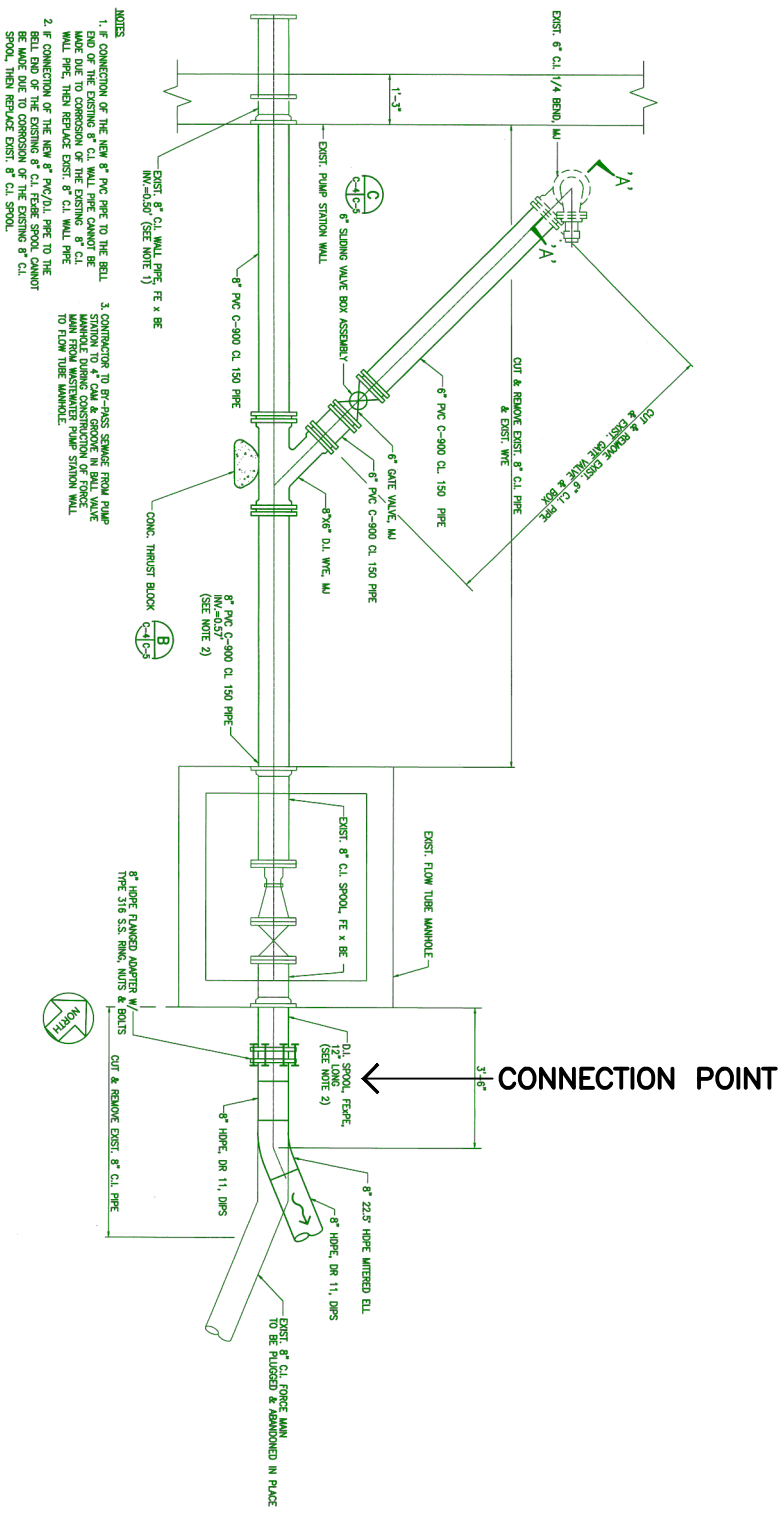 EXIST. 6" C.I. 1/4 BEND, MJ
'A'
'A'
1'-3"
EXIST. PUMP STATION WALL
EXIST. 8" C.I. WALL PIPE, FE x BE
INV.=0.50' (SEE NOTE 1)
C
C-4 C-5
6" SLIDING VALVE BOX ASSEMBLY
8" PVC C-900 CL 150 PIPE
CUT & REMOVE EXIST. 8" C.I. PIPE
& EXIST. WYE
CUT & REMOVE EXIST. 6" C.I. PIPE
& EXIST. GATE VALVE & BOX
6" PVC C-900 CL 150 PIPE
6" GATE VALVE, MJ
6" PVC C-900 CL 150 PIPE
8"X6" D.I. WYE, MJ
CONC. THRUST BLOCK
B
C-4 C-5
8" PVC C-900 CL 150 PIPE
INV.=0.57'
(SEE NOTE 2)
EXIST. FLOW TUBE MANHOLE
EXIST. 8" C.I. SPOOL, FE x BE
8" HDPE FLANGED ADAPTER W/
TYPE 316 S.S. RING, NUTS & BOLTS
NORTH
D.I. SPOOL, FExPE,
12" LONG
(SEE NOTE 2)
3'-6"
CONNECTION POINT
CUT & REMOVE EXIST. 8" C.I. PIPE
8" HDPE, DR 11, DIPS
8" 22.5° HDPE MITERED ELL
8" HDPE, DR 11, DIPS
EXIST. 8" C.I. FORCE MAIN
TO BE PLUGGED & ABANDONED IN PLACE
NOTES
1. IF CONNECTION OF THE NEW 8" PVC PIPE TO THE BELL
END OF THE EXISTING 8" C.I. WALL PIPE CANNOT BE
MADE DUE TO CORROSION OF THE EXISTING 8" C.I.
WALL PIPE, THEN REPLACE EXIST. 8" C.I. WALL PIPE
2. IF CONNECTION OF THE NEW 8" PVC/D.I. PIPE TO THE
BELL END OF THE EXISTING 8" C.I. FExBE SPOOL CANNOT
BE MADE DUE TO CORROSION OF THE EXISTING 8" C.I.
SPOOL, THEN REPLACE EXIST. 8" C.I. SPOOL.
3. CONTRACTOR TO BY-PASS SEWAGE FROM PUMP
STATION TO 4" CAM & GROOVE IN BALL VALVE
MANHOLE DURING CONSTRUCTION OF FORCE
MAIN FROM WASTEWATER PUMP STATION WALL
TO FLOW TUBE MANHOLE.